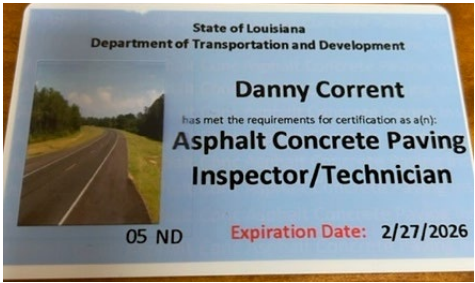 State of Louisiana
Department of Transportation and Development
Danny Corrent
has met the requirements for certification as a(n):
Asphalt Concrete Paving
Inspector/Technician
05 ND
Expiration Date: 2/27/2026